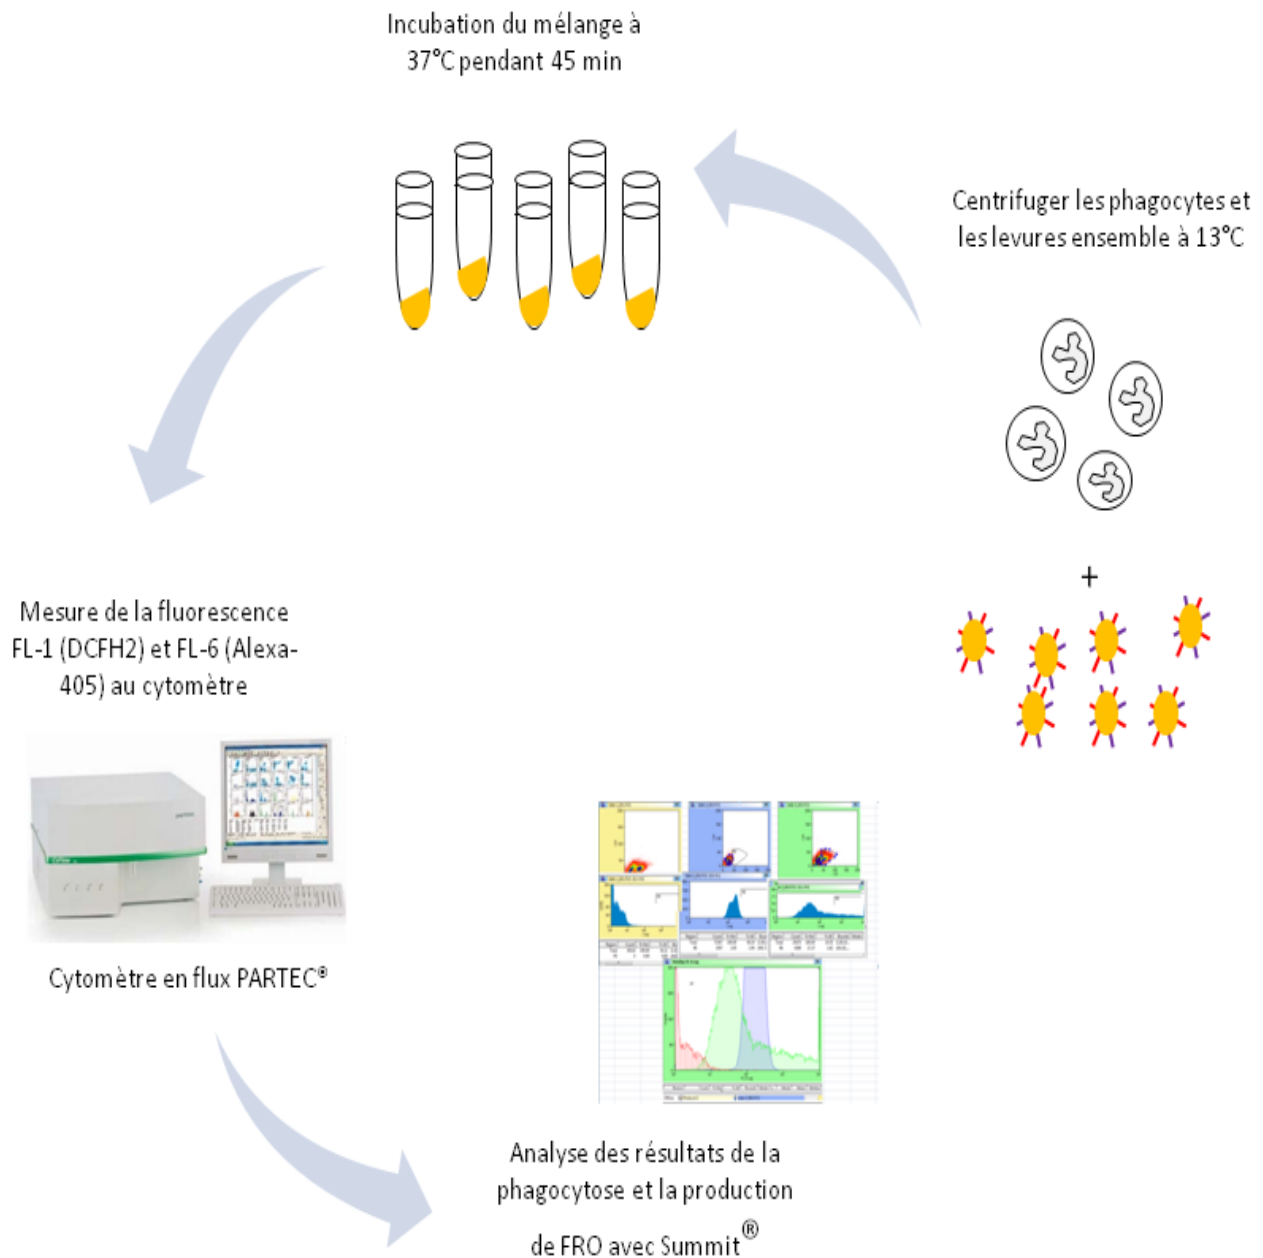 Incubation du mélange à
37°C pendant 45 min
Centrifuger les phagocytes et
les levures ensemble à 13°C
+
Mesure de la fluorescence
FL-1 (DCFH2) et FL-6 (Alexa-
405) au cytomètre
Cytomètre en flux PARTEC®
Analyse des résultats de la
phagocytose et la production
de FRO avec Summit®